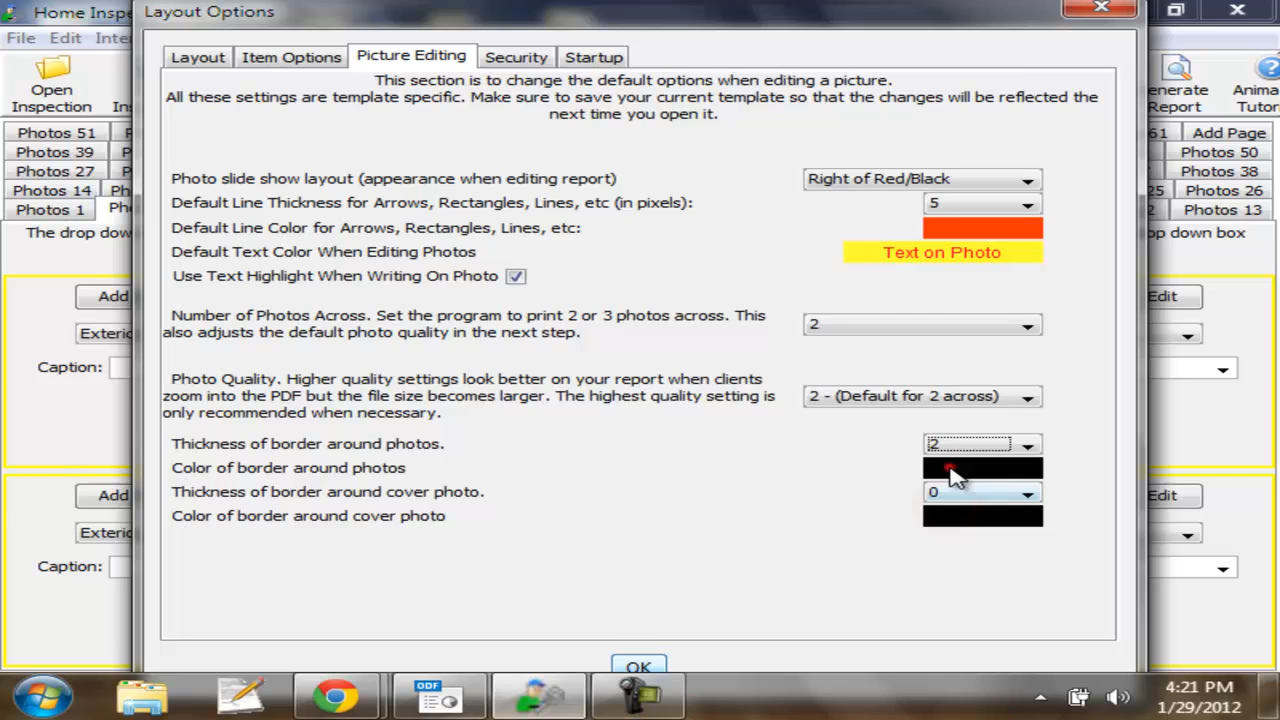 Home Inspe
Layout Options
File Edit Inter
Open
Inspection
In
enerate
Report
Anima
Tutor
Layout Item Options Picture Editing Security Startup
This section is to change the default options when editing a picture.
All these settings are template specific. Make sure to save your current template so that the changes will be reflected the
next time you open it.
Photos 51 P 61 Add Page
Photos 39 P Photos 50
Photos 27 P Photos 38
Photos 14 Ph 25 Photos 26
Photos 1 Pho 2 Photos 13
The drop dow op down box
Photo slide show layout (appearance when editing report) Right of Red/Black
Default Line Thickness for Arrows, Rectangles, Lines, etc (in pixels): 5
Default Line Color for Arrows, Rectangles, Lines, etc:
Default Text Color When Editing Photos Text on Photo
Use Text Highlight When Writing On Photo
Add Edit
Exterio
Caption:
Number of Photos Across. Set the program to print 2 or 3 photos across. This
also adjusts the default photo quality in the next step.
2
Photo Quality. Higher quality settings look better on your report when clients
zoom into the PDF but the file size becomes larger. The highest quality setting is
only recommended when necessary.
2 - (Default for 2 across)
Thickness of border around photos. 2
Color of border around photos
Thickness of border around cover photo. 0
Color of border around cover photo
Add Edit
Exterio
Caption:
OK
ODF
4:21 PM
1/29/2012